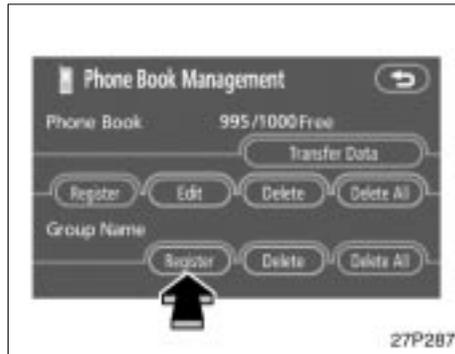 Phone Book Management
Phone Book 995/1000Free
Transfer Data
Register Edit Delete Delete All
Group Name
Register Delete Delete All
27P287